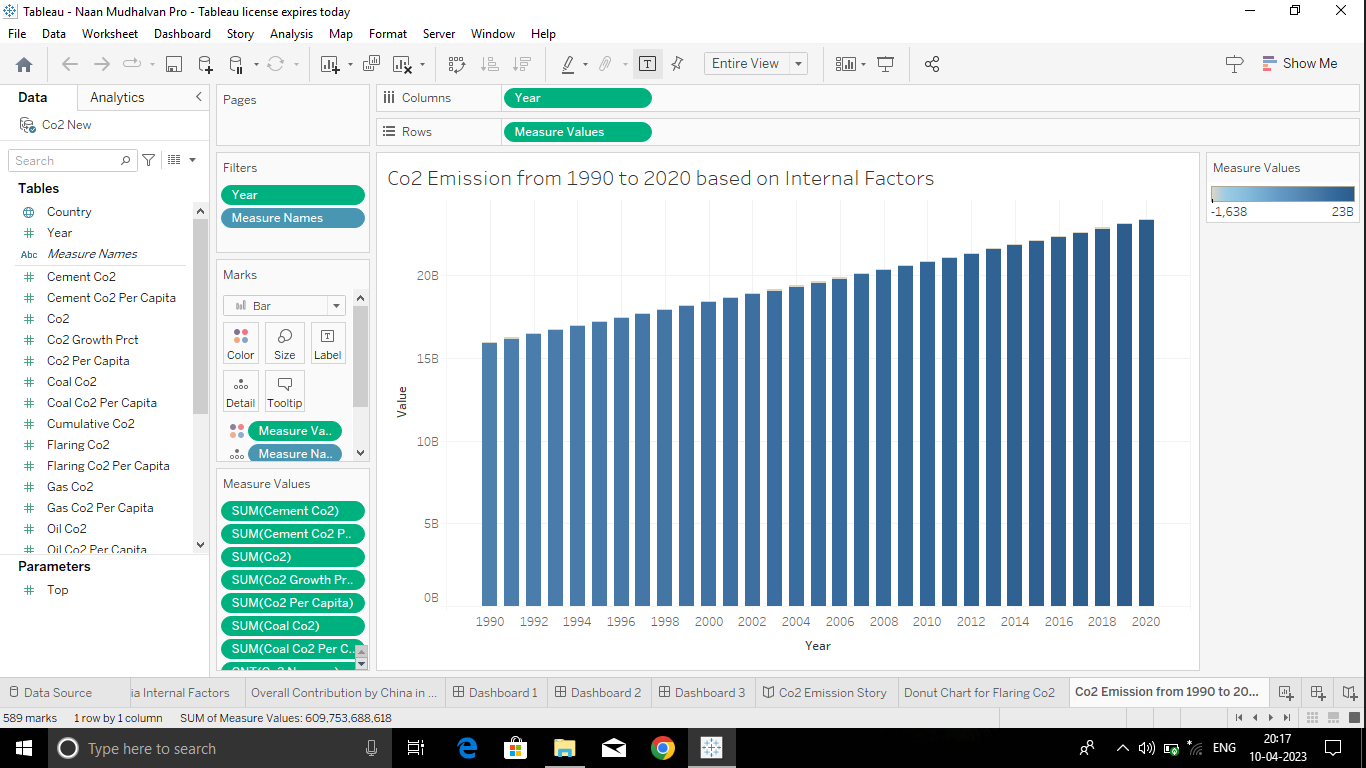 Tableau - Naan Mudhalvan Pro - Tableau license expires today
File Data Worksheet Dashboard Story Analysis Map Format Server Window Help
Entire View
Show Me
Data Analytics
Co2 New
Search
Tables
Country
Year
Abc Measure Names
Cement Co2
Cement Co2 Per Capita
Co2
Co2 Growth Prct
Co2 Per Capita
Coal Co2
Coal Co2 Per Capita
Cumulative Co2
Flaring Co2
Flaring Co2 Per Capita
Gas Co2
Gas Co2 Per Capita
Oil Co2
Oil Co2 Per Capita
Parameters
Top
Pages
Filters
Year
Measure Names
Marks
Bar
Color Size Label
Detail Tooltip
Measure Va..
Measure Na..
Measure Values
SUM(Cement Co2)
SUM(Cement Co2 P..
SUM(Co2)
SUM(Co2 Growth Pr..
SUM(Co2 Per Capita)
SUM(Coal Co2)
SUM(Coal Co2 Per C..
Columns Year
Rows Measure Values
Co2 Emission from 1990 to 2020 based on Internal Factors
20B
15B
10B
5B
0B
Value
1990 1992 1994 1996 1998 2000 2002 2004 2006 2008 2010 2012 2014 2016 2018 2020
Year
Measure Values
-1,638 23B
Data Source ia Internal Factors Overall Contribution by China in ... Dashboard 1 Dashboard 2 Dashboard 3 Co2 Emission Story Donut Chart for Flaring Co2 Co2 Emission from 1990 to 20...
589 marks 1 row by 1 column SUM of Measure Values: 609,753,688,618
Type here to search
ENG
20:17
10-04-2023